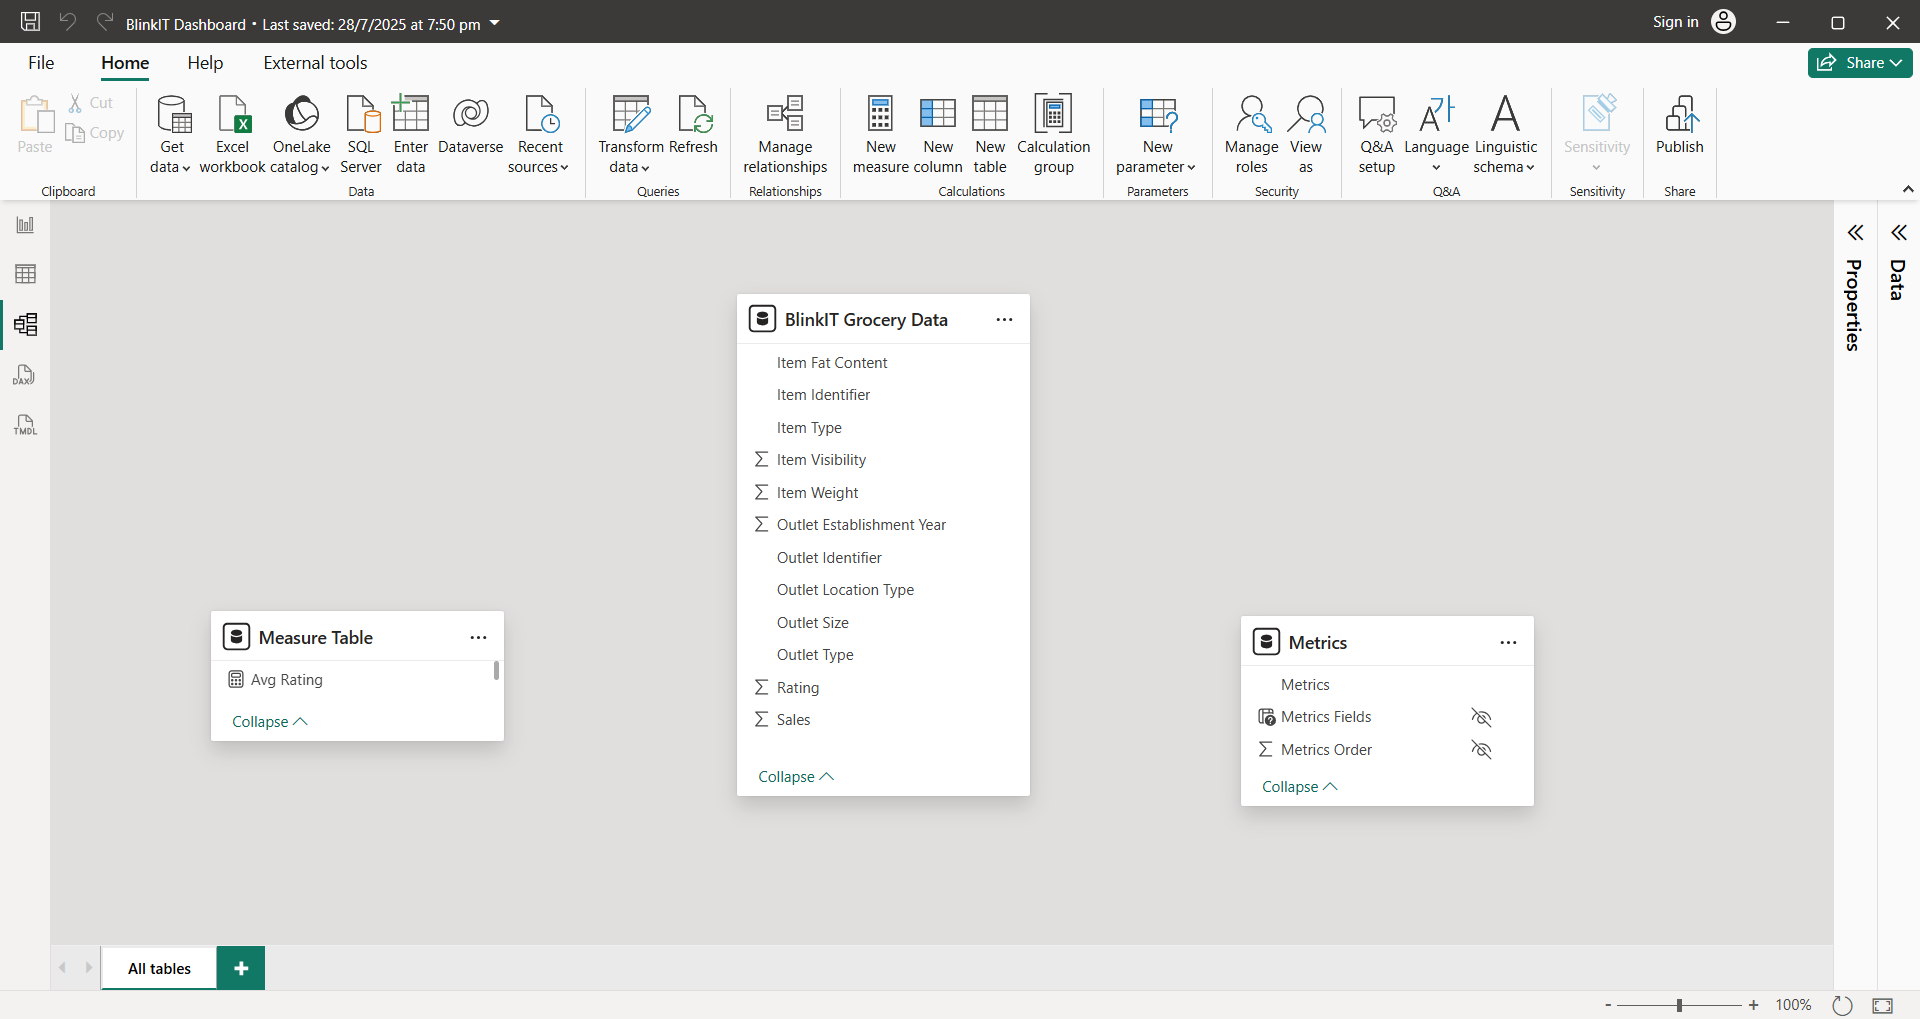 BlinkIT Dashboard • Last saved: 28/7/2025 at 7:50 pm
Sign in
File
Home
Help
External tools
Share
Paste
Cut
Copy
Clipboard
Get data
Excel workbook
OneLake catalog
SQL Server
Enter data
Dataverse
Recent sources
Data
Transform data
Refresh
Queries
Manage relationships
Relationships
New measure
New column
New table
Calculation group
Calculations
New parameter
Parameters
Manage roles
View as
Security
Q&A setup
Language
Linguistic schema
Q&A
Sensitivity
Sensitivity
Publish
Share
DAX
TMDL
BlinkIT Grocery Data
Item Fat Content
Item Identifier
Item Type
Item Visibility
Item Weight
Outlet Establishment Year
Outlet Identifier
Outlet Location Type
Outlet Size
Outlet Type
Rating
Sales
Collapse
Measure Table
Avg Rating
Collapse
Metrics
Metrics
Metrics Fields
Metrics Order
Collapse
Properties
Data
All tables
+
- + 100%